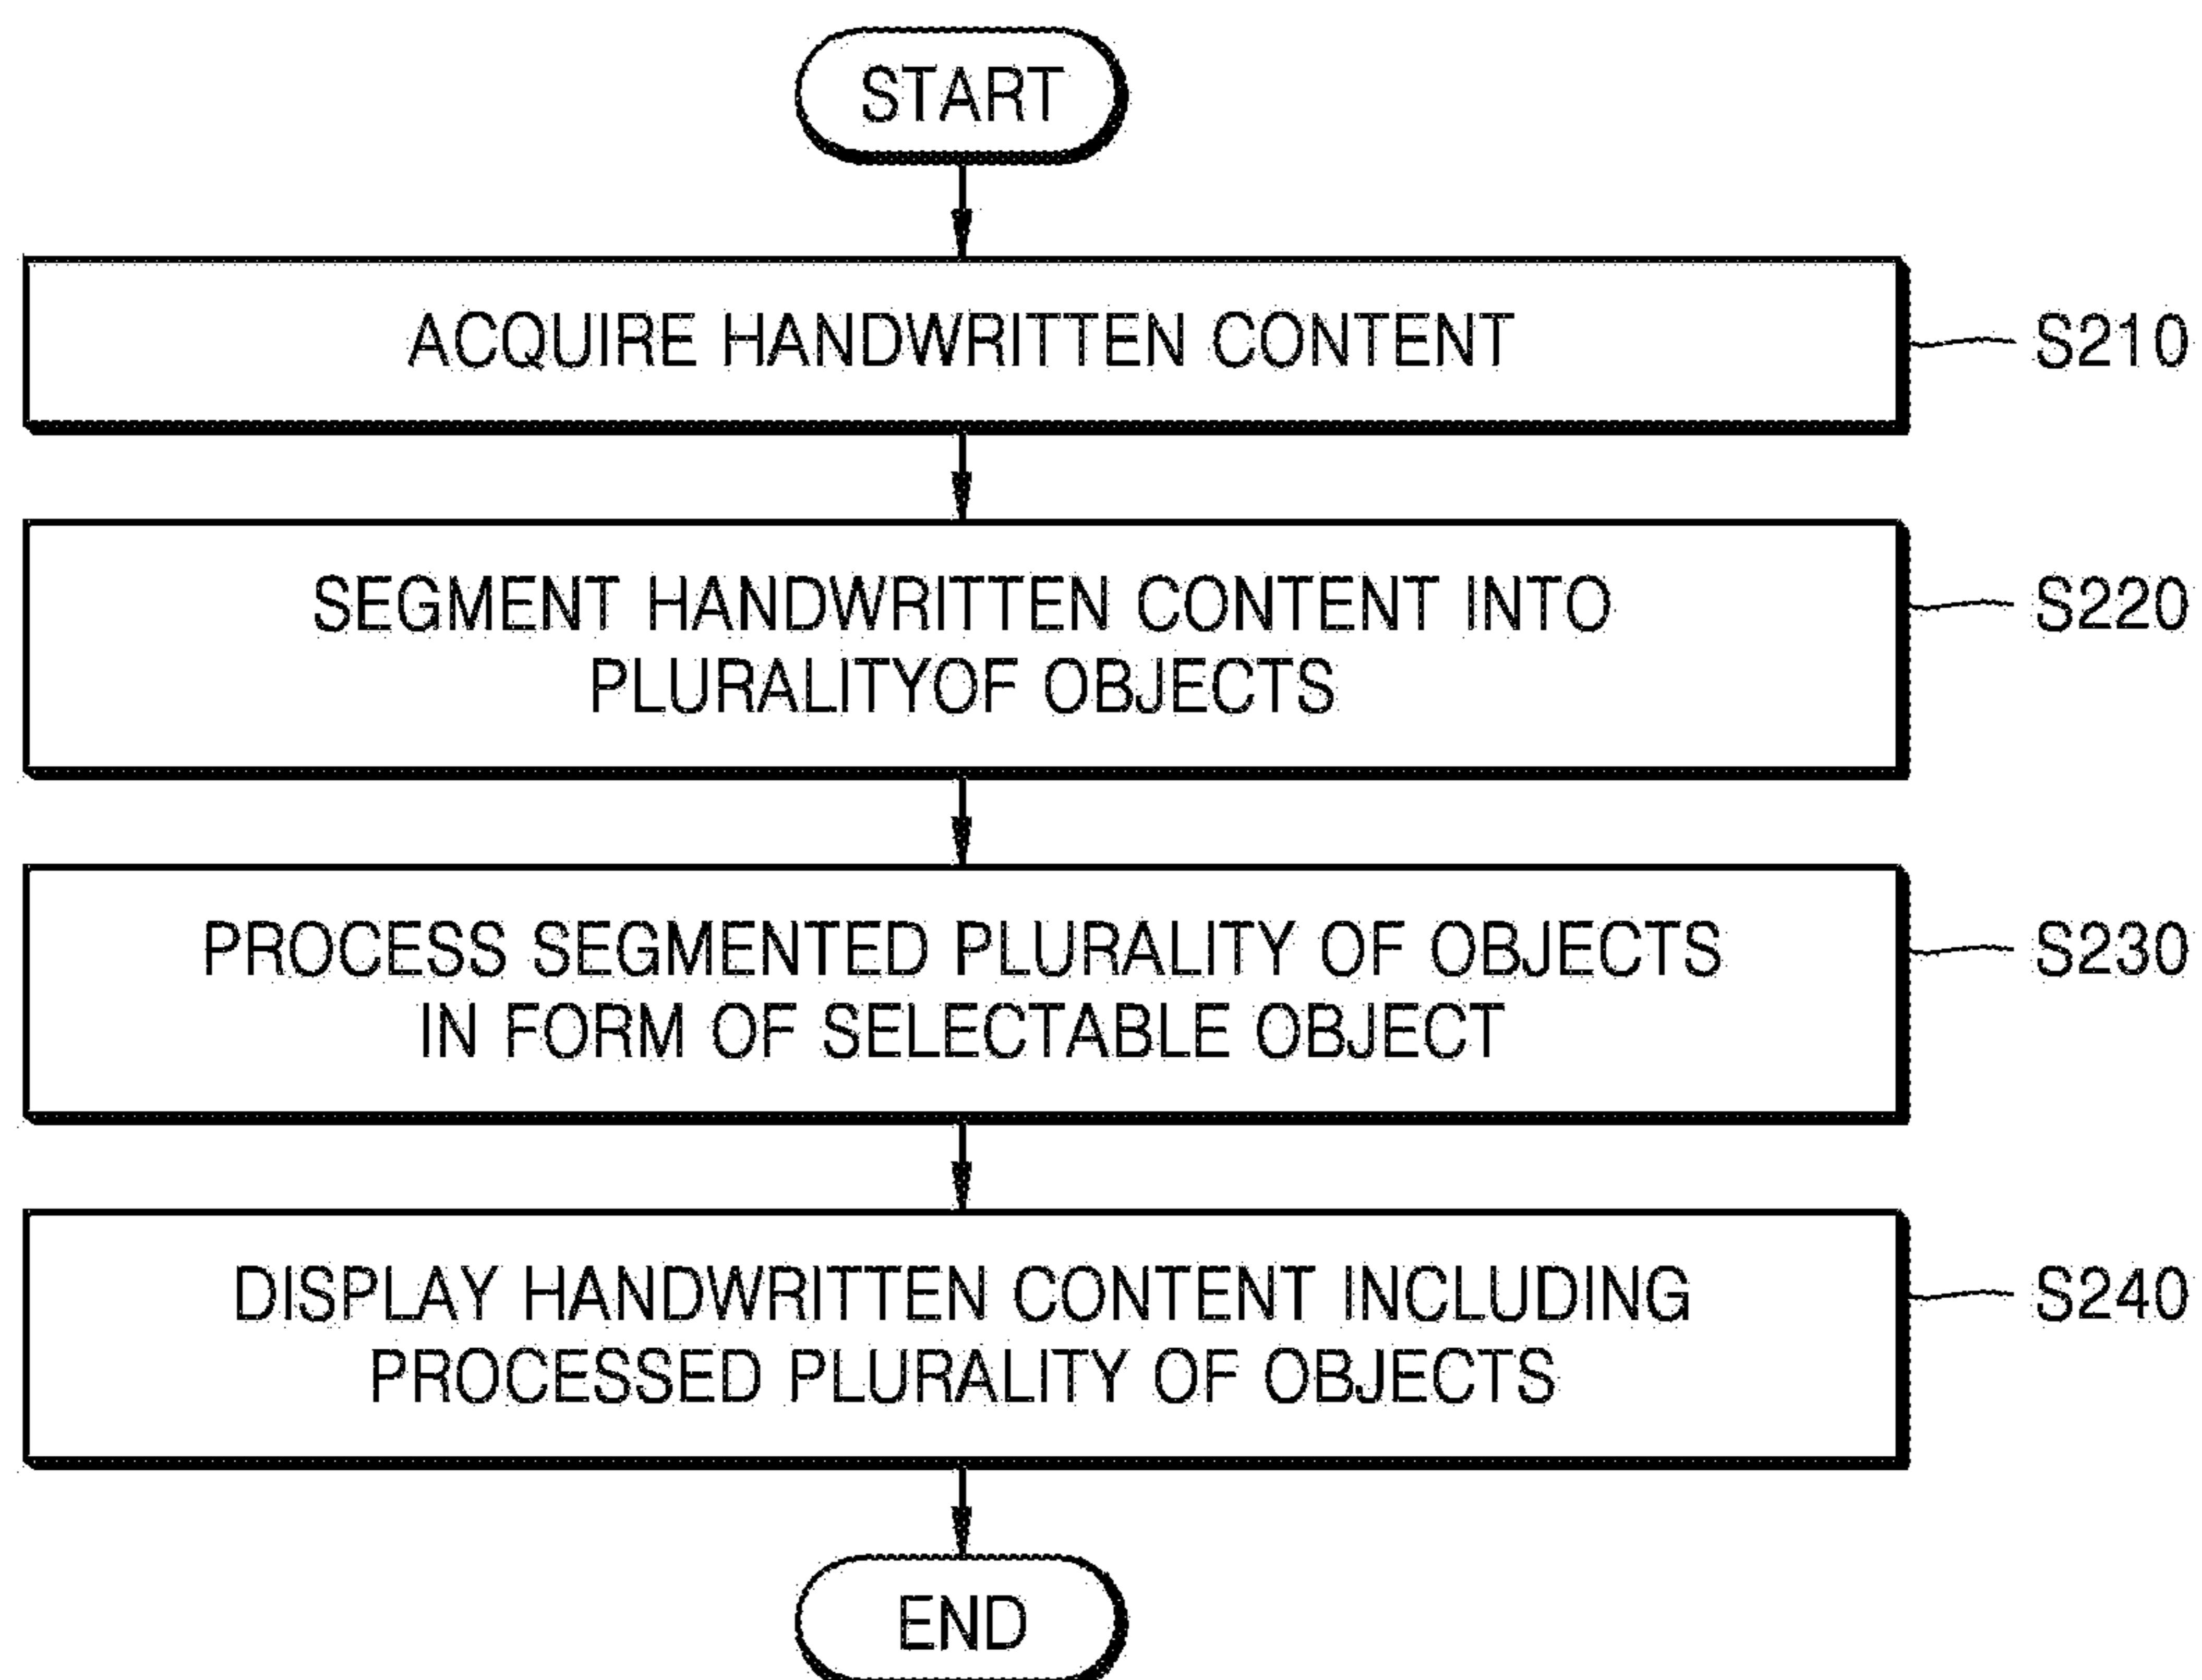 START
ACQUIRE HANDWRITTEN CONTENT
S210
SEGMENT HANDWRITTEN CONTENT INTO
PLURALITYOF OBJECTS
S220
PROCESS SEGMENTED PLURALITY OF OBJECTS
IN FORM OF SELECTABLE OBJECT
S230
DISPLAY HANDWRITTEN CONTENT INCLUDING
PROCESSED PLURALITY OF OBJECTS
S240
END